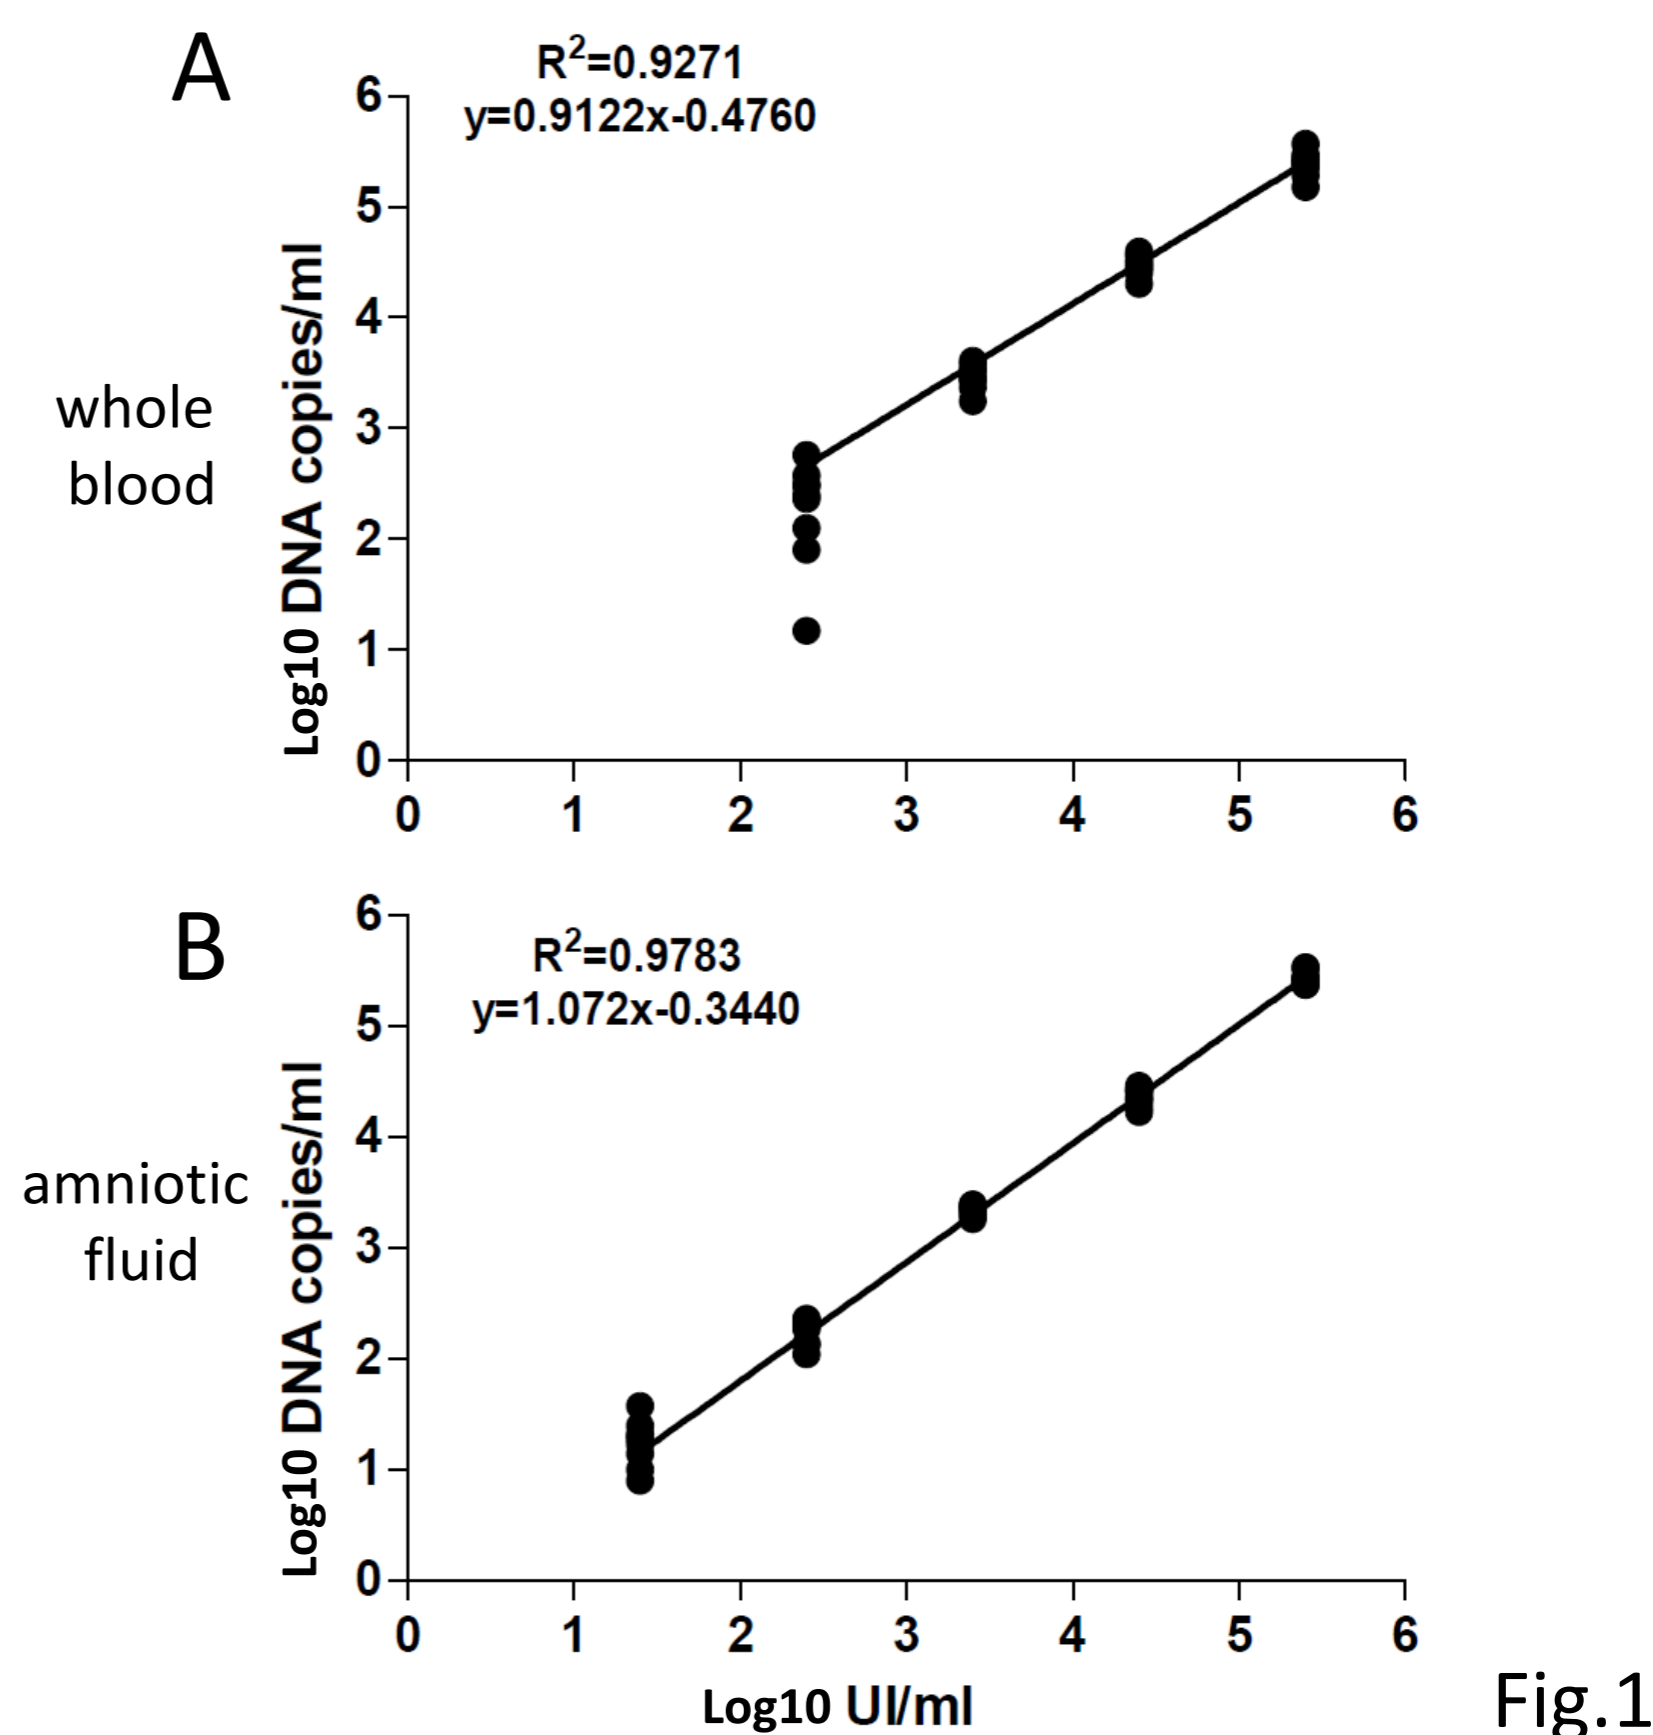 A
R²=0.9271
y=0.9122x-0.4760
6
5
4
3
2
1
0
Log10 DNA copies/ml
whole
blood
0 1 2 3 4 5 6
B
R²=0.9783
y=1.072x-0.3440
6
5
4
3
2
1
0
Log10 DNA copies/ml
amniotic
fluid
0 1 2 3 4 5 6
Log10 UI/ml
Fig.1